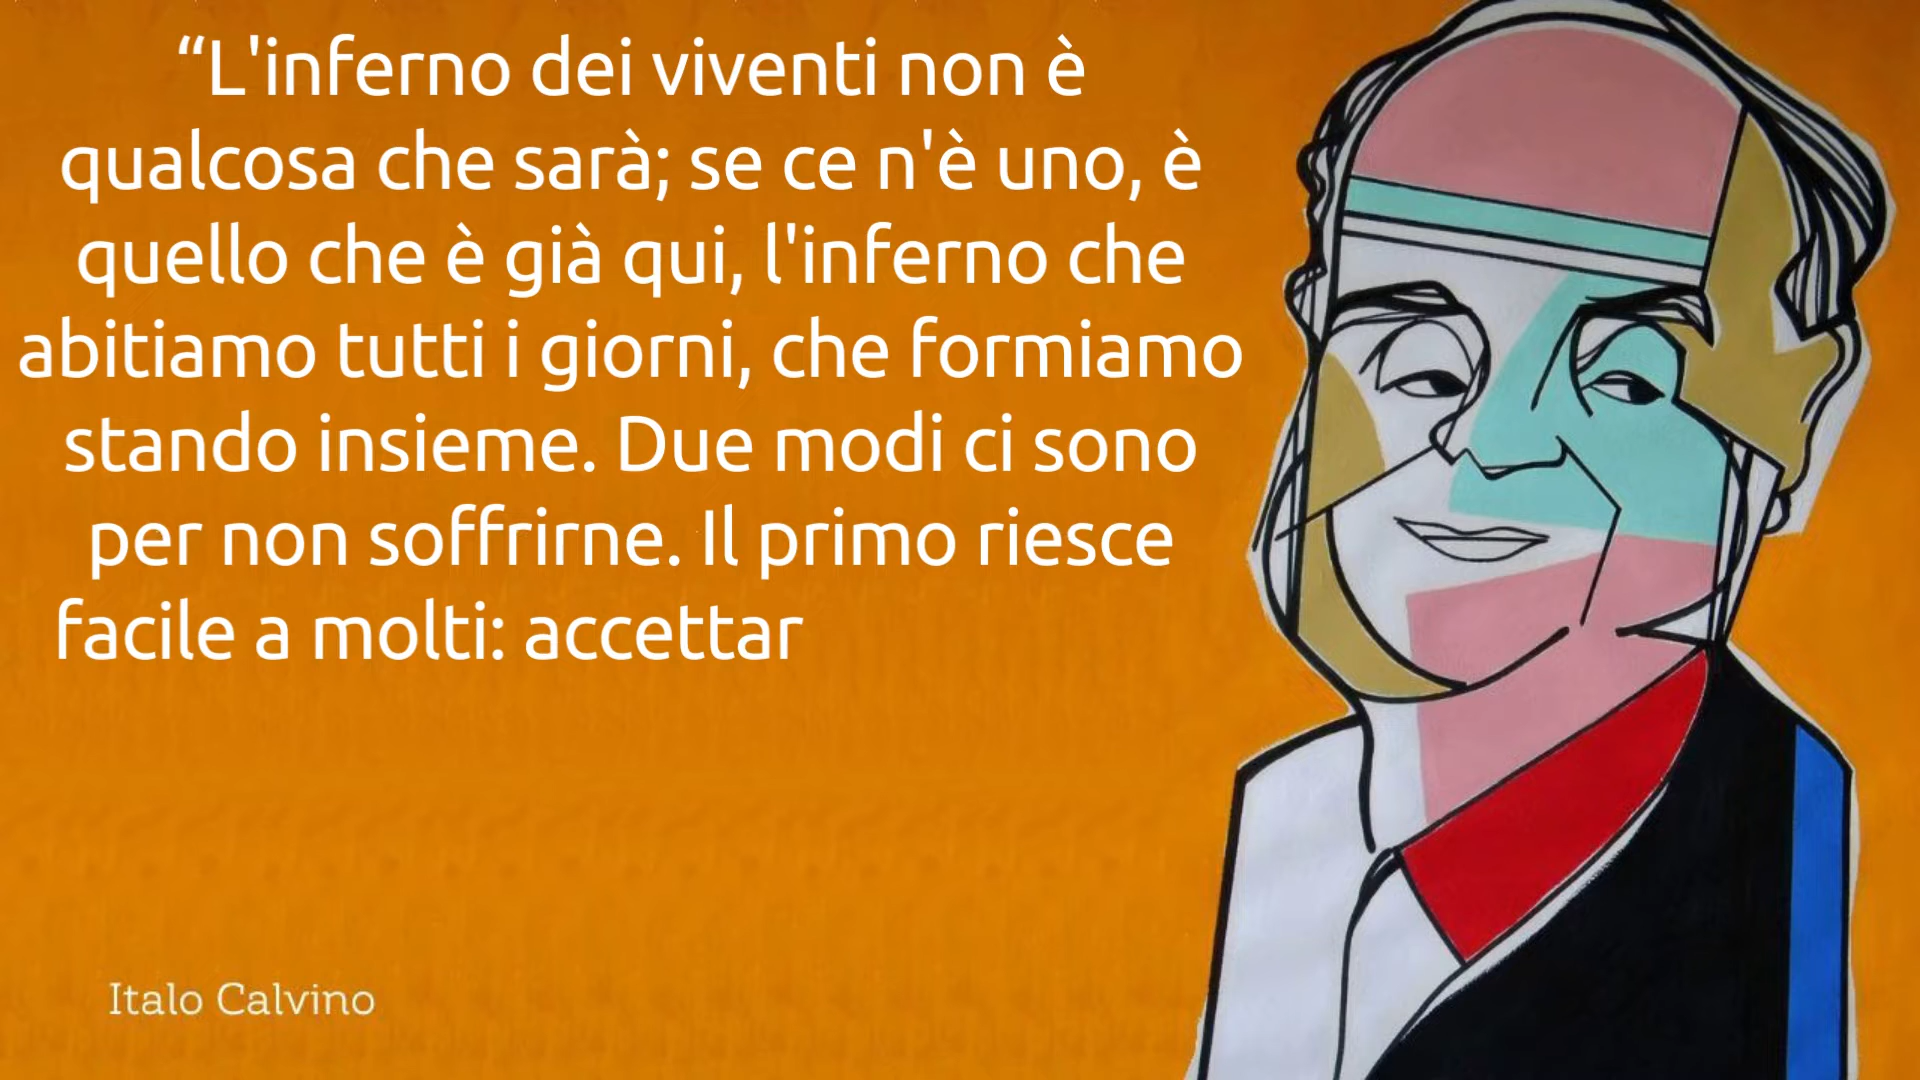 “L'inferno dei viventi non è
qualcosa che sarà; se ce n'è uno, è
quello che è già qui, l'inferno che
abitiamo tutti i giorni, che formiamo
stando insieme. Due modi ci sono
per non soffrirne. Il primo riesce
facile a molti: accettar
Italo Calvino